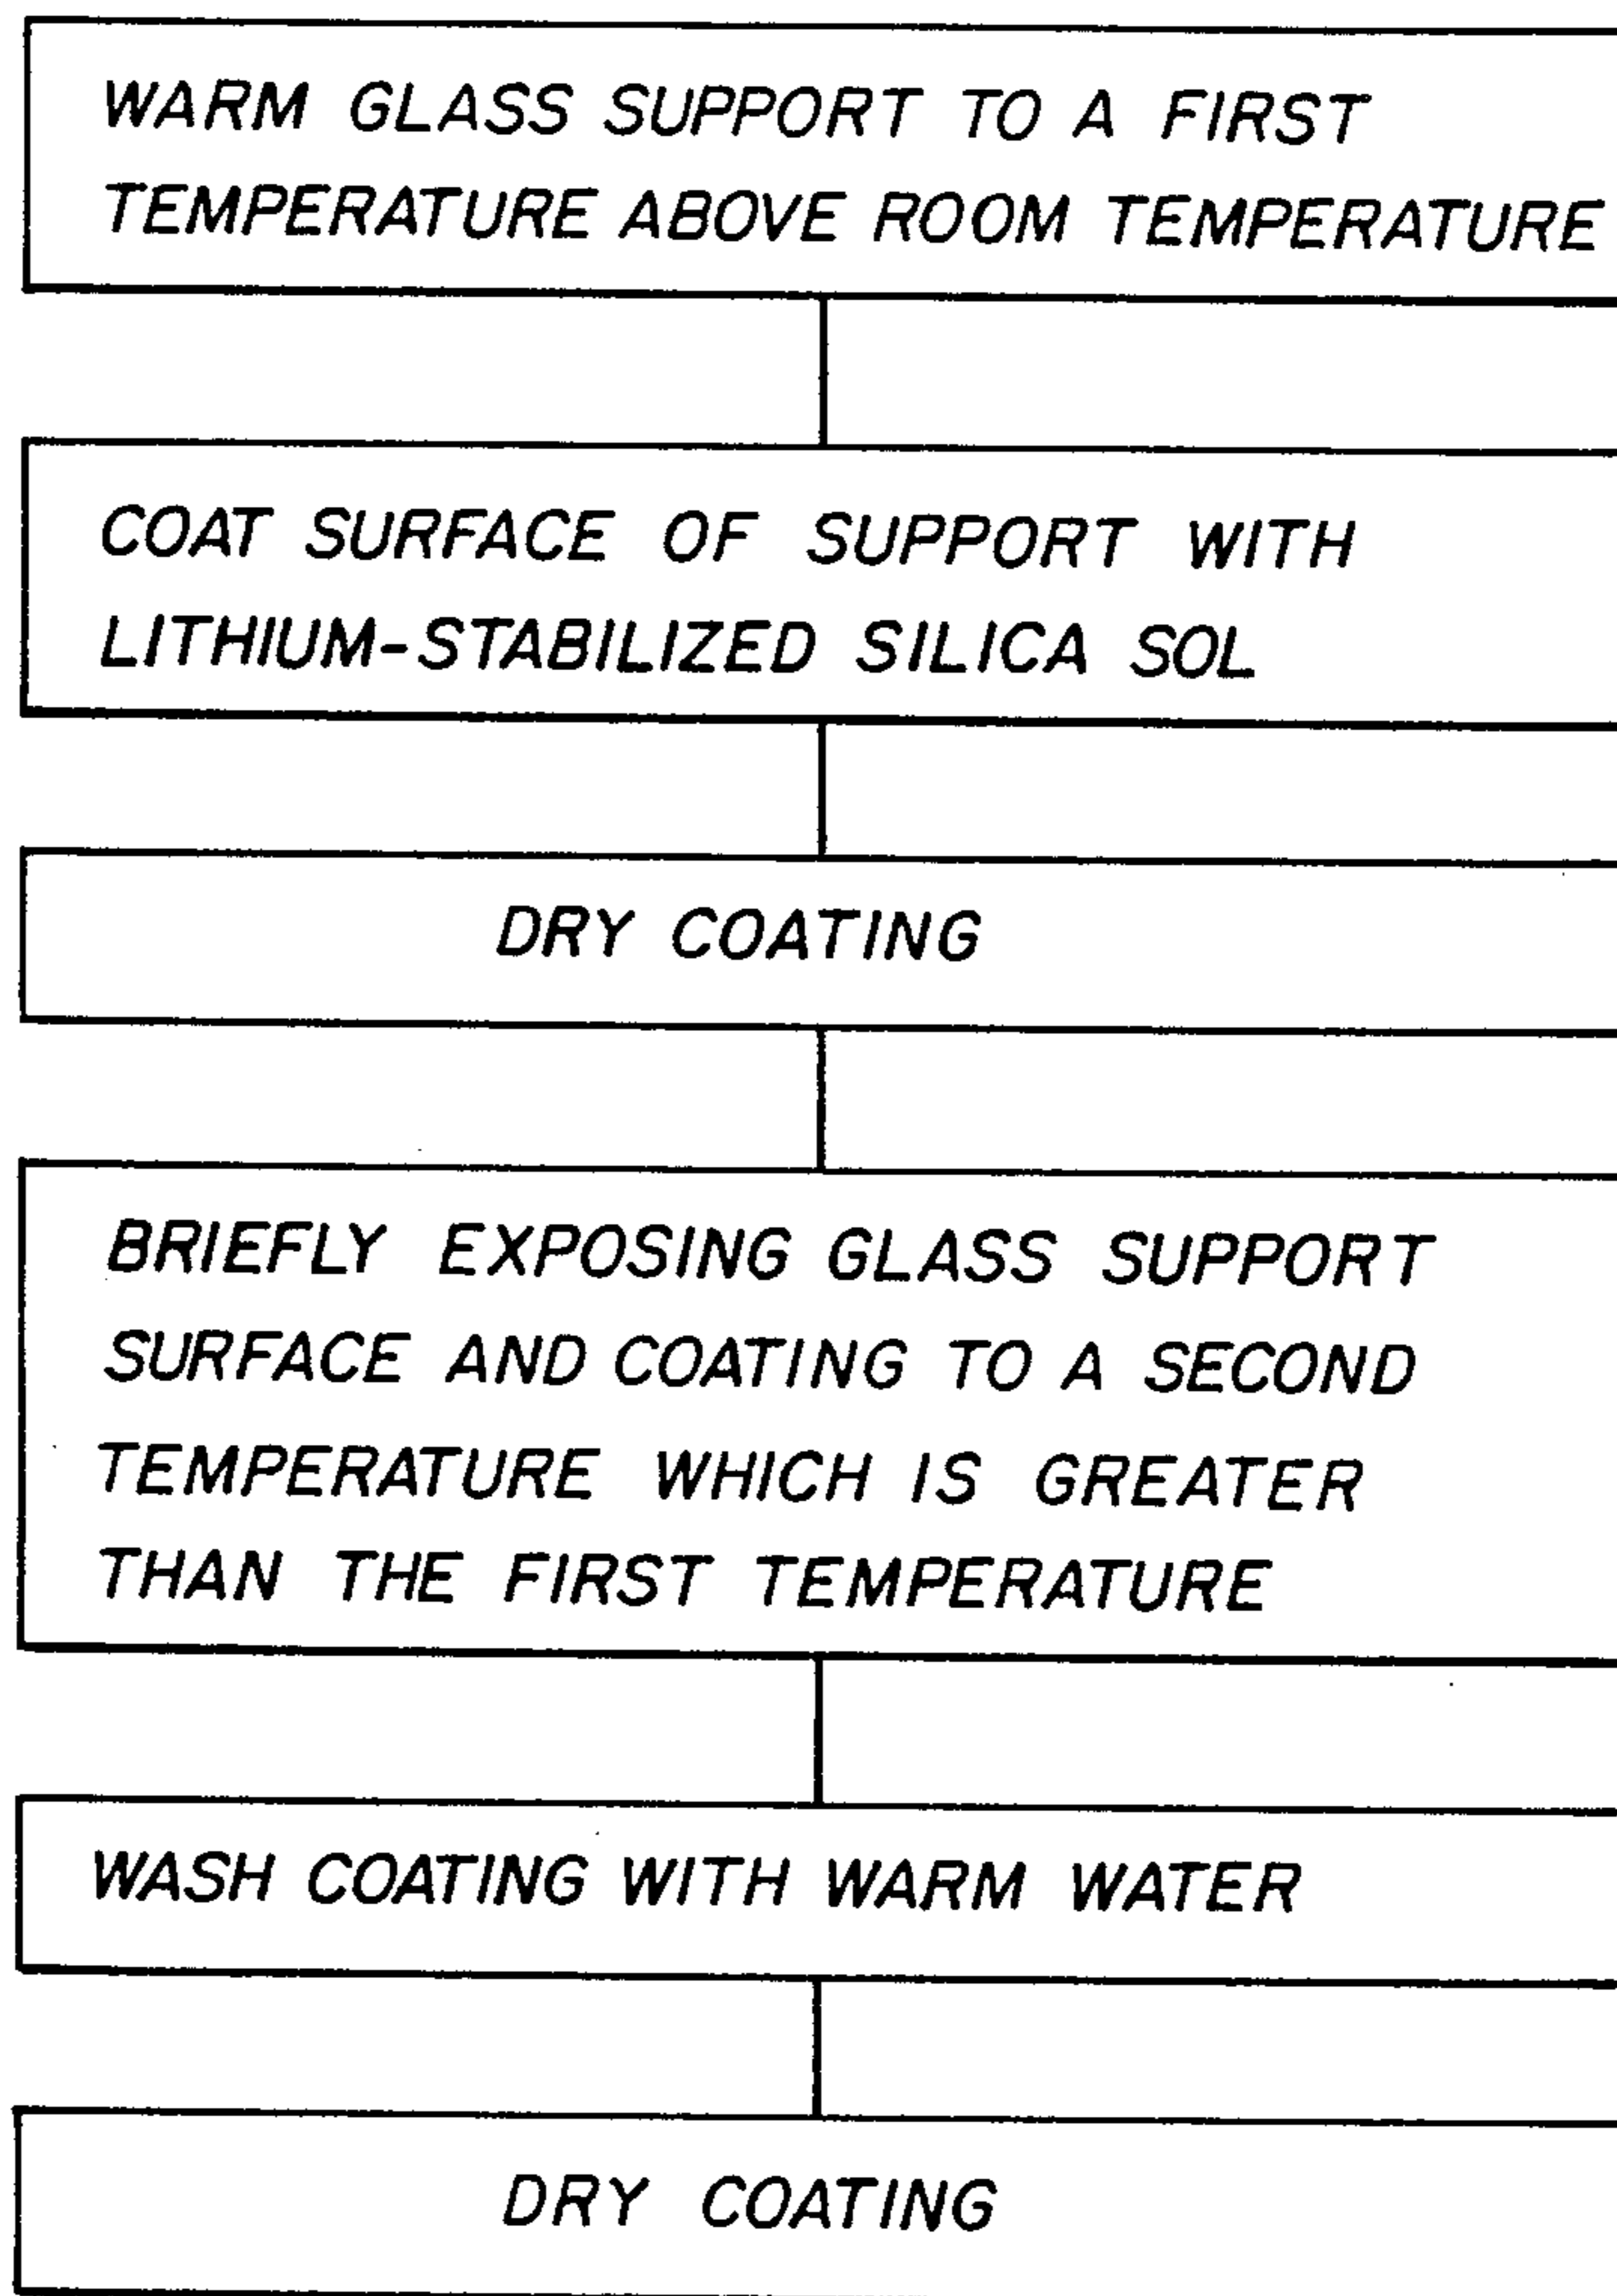 WARM GLASS SUPPORT TO A FIRST
TEMPERATURE ABOVE ROOM TEMPERATURE
COAT SURFACE OF SUPPORT WITH
LITHIUM-STABILIZED SILICA SOL
DRY COATING
BRIEFLY EXPOSING GLASS SUPPORT
SURFACE AND COATING TO A SECOND
TEMPERATURE WHICH IS GREATER
THAN THE FIRST TEMPERATURE
WASH COATING WITH WARM WATER
DRY COATING